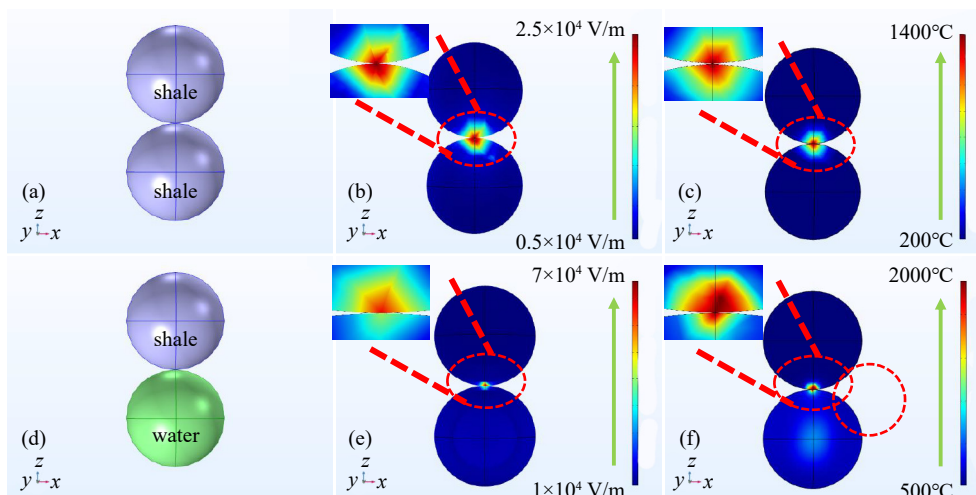 shale
shale
(a)
z
y x
2.5×10⁴ V/m
(b)
z
y x
0.5×10⁴ V/m
1400℃
(c)
z
y x
200℃
shale
water
(d)
z
y x
7×10⁴ V/m
(e)
z
y x
1×10⁴ V/m
2000℃
(f)
z
y x
500℃